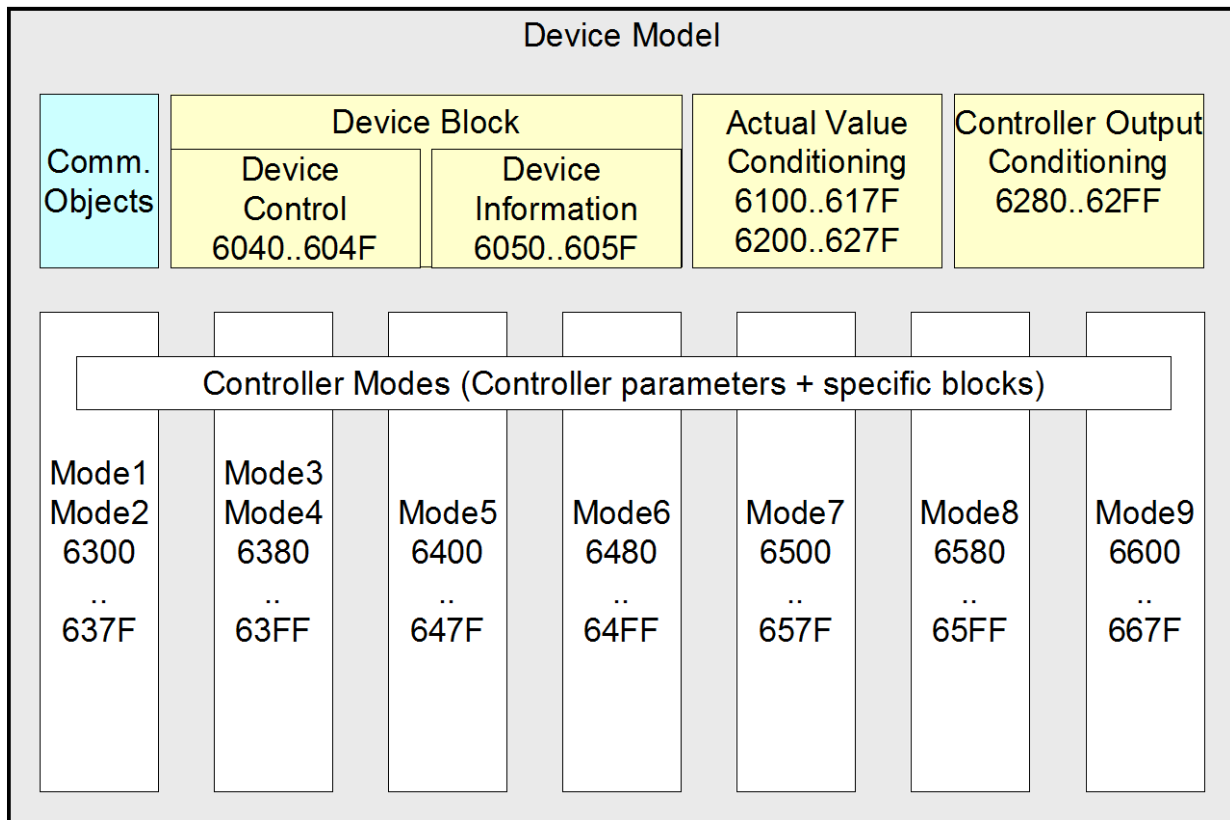 Device Model
Comm.
Objects
Device Block
Device
Control
6040..604F
Device
Information
6050..605F
Actual Value
Conditioning
6100..617F
6200..627F
Controller Output
Conditioning
6280..62FF
Controller Modes (Controller parameters + specific blocks)
Mode1
Mode2
6300
..
637F
Mode3
Mode4
6380
..
63FF
Mode5
6400
..
647F
Mode6
6480
..
64FF
Mode7
6500
..
657F
Mode8
6580
..
65FF
Mode9
6600
..
667F